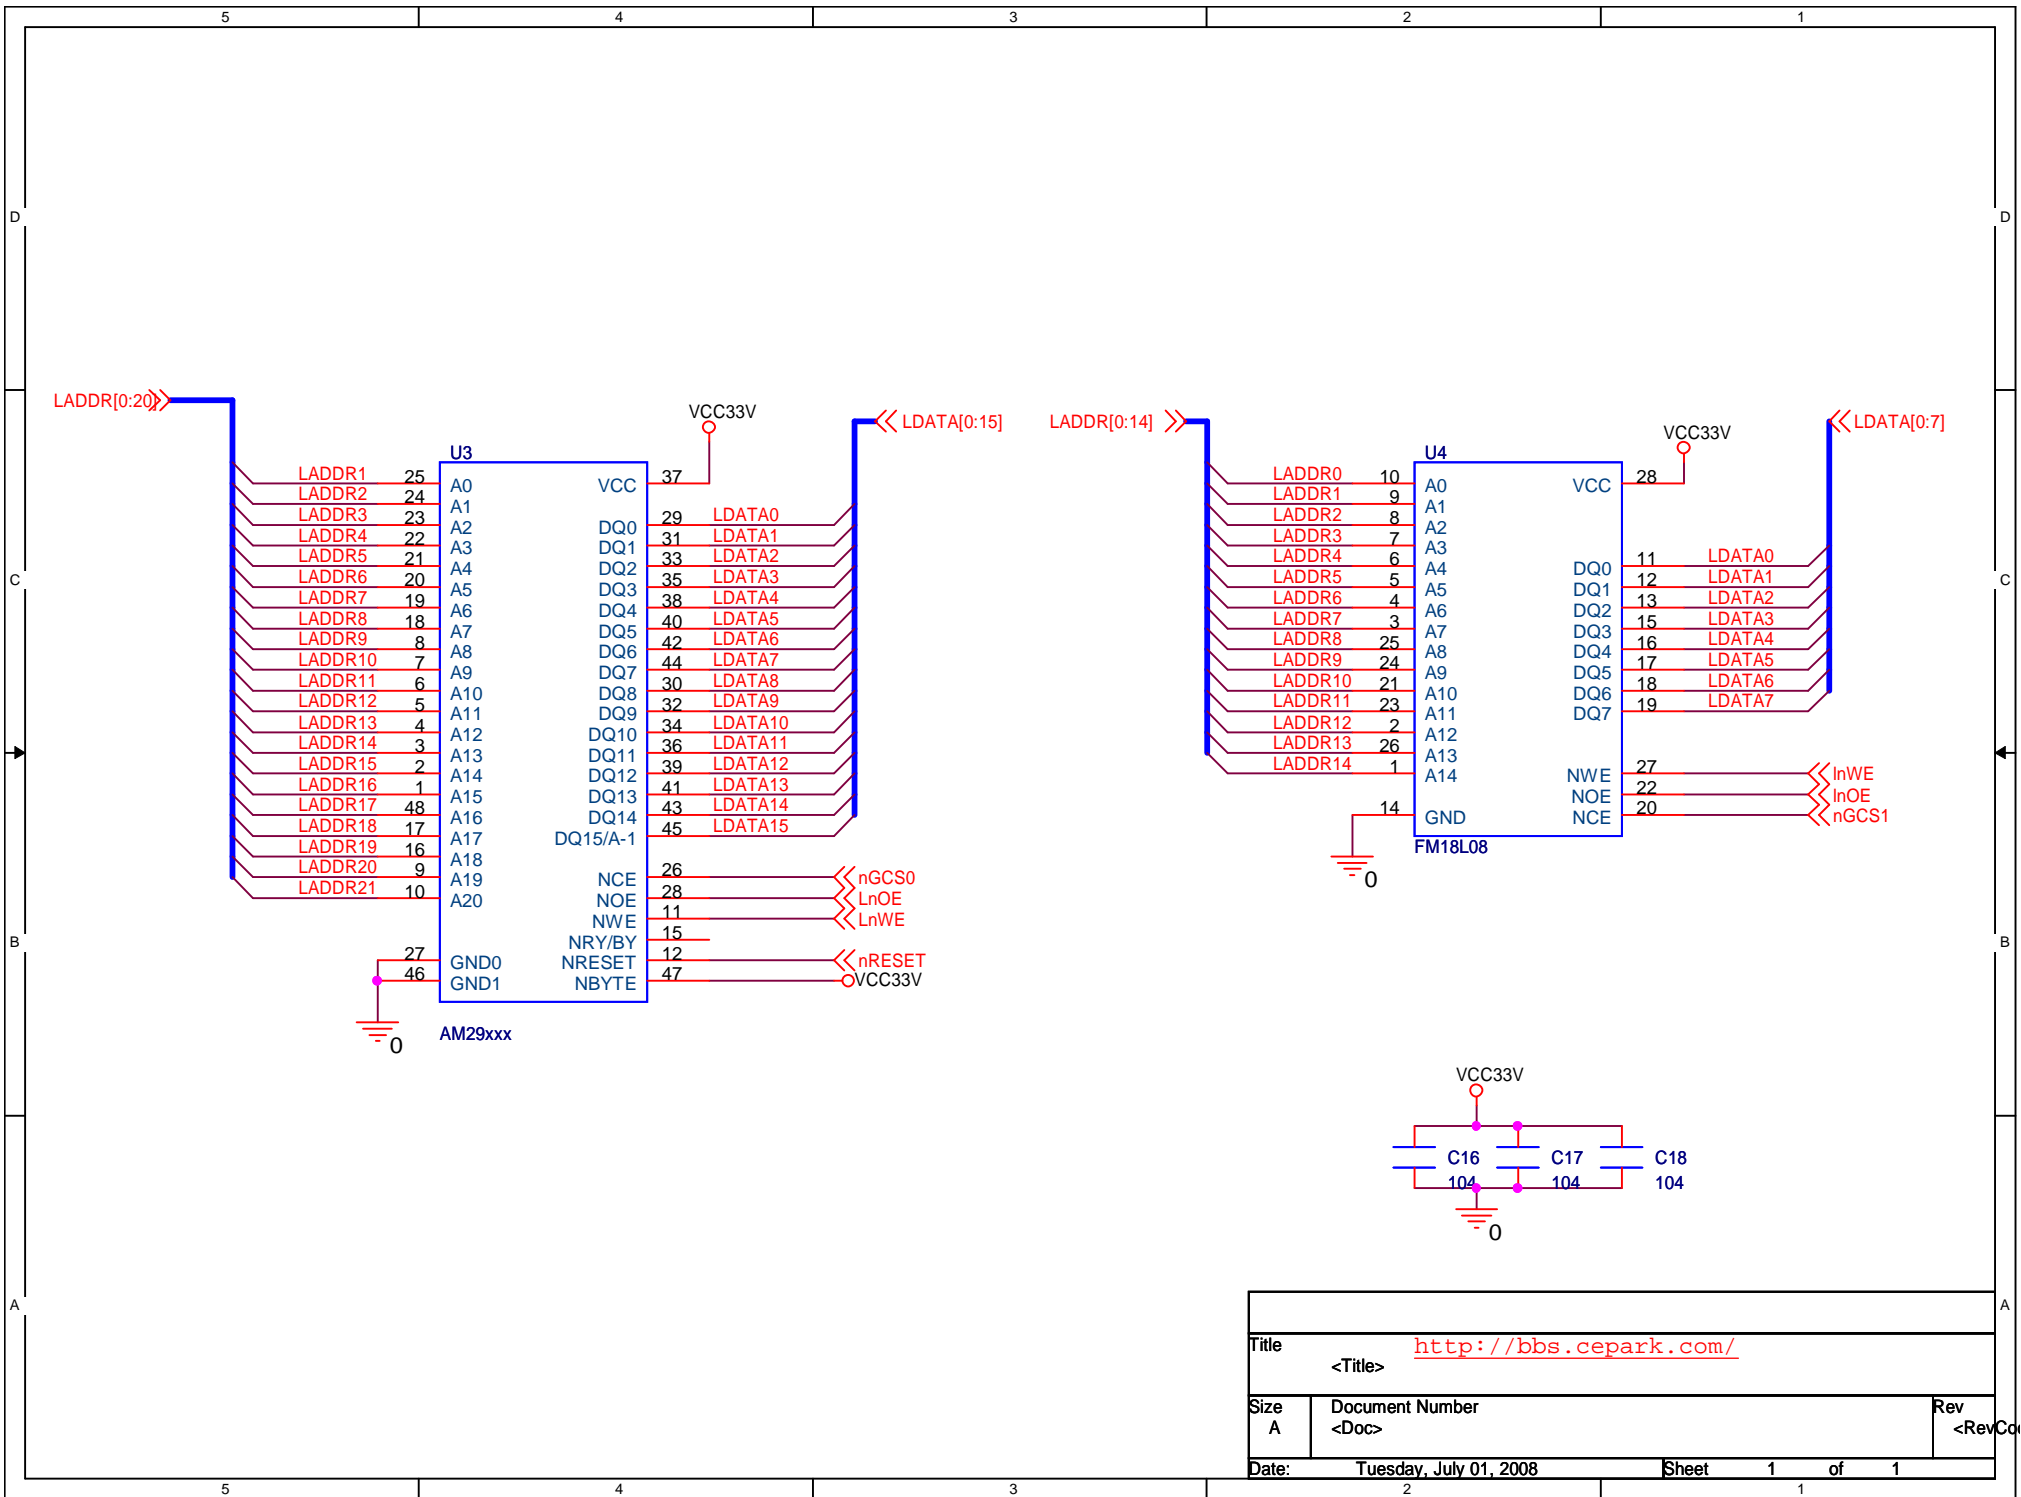 5 4 3 2 1
D D
C C
B B
A A
LADDR[0:20]
U3
VCC33V
LDATA[0:15]
LADDR1 25 A0 VCC 37
LADDR2 24 A1
LADDR3 23 A2 DQ0 29 LDATA0
LADDR4 22 A3 DQ1 31 LDATA1
LADDR5 21 A4 DQ2 33 LDATA2
LADDR6 20 A5 DQ3 35 LDATA3
LADDR7 19 A6 DQ4 38 LDATA4
LADDR8 18 A7 DQ5 40 LDATA5
LADDR9 8 A8 DQ6 42 LDATA6
LADDR10 7 A9 DQ7 44 LDATA7
LADDR11 6 A10 DQ8 30 LDATA8
LADDR12 5 A11 DQ9 32 LDATA9
LADDR13 4 A12 DQ10 34 LDATA10
LADDR14 3 A13 DQ11 36 LDATA11
LADDR15 2 A14 DQ12 39 LDATA12
LADDR16 1 A15 DQ13 41 LDATA13
LADDR17 48 A16 DQ14 43 LDATA14
LADDR18 17 A17 DQ15/A-1 45 LDATA15
LADDR19 16 A18
LADDR20 9 A19 NCE 26 nGCS0
LADDR21 10 A20 NOE 28 LnOE
NWE 11 LnWE
NRY/BY 15
27 GND0 NRESET 12 nRESET
46 GND1 NBYTE 47 VCC33V
0
AM29xxx
LADDR[0:14]
U4
VCC33V
LDATA[0:7]
LADDR0 10 A0 VCC 28
LADDR1 9 A1
LADDR2 8 A2
LADDR3 7 A3
LADDR4 6 A4 DQ0 11 LDATA0
LADDR5 5 A5 DQ1 12 LDATA1
LADDR6 4 A6 DQ2 13 LDATA2
LADDR7 3 A7 DQ3 15 LDATA3
LADDR8 25 A8 DQ4 16 LDATA4
LADDR9 24 A9 DQ5 17 LDATA5
LADDR10 21 A10 DQ6 18 LDATA6
LADDR11 23 A11 DQ7 19 LDATA7
LADDR12 2 A12
LADDR13 26 A13
LADDR14 1 A14 NWE 27 lnWE
NOE 22 lnOE
14 GND NCE 20 nGCS1
FM18L08
0
VCC33V
C16 C17 C18
104 104 104
0
Title http://bbs.cepark.com/
<Title>
Size Document Number Rev
A <Doc> <RevCo
Date: Tuesday, July 01, 2008 Sheet 1 of 1
5 4 3 2 1